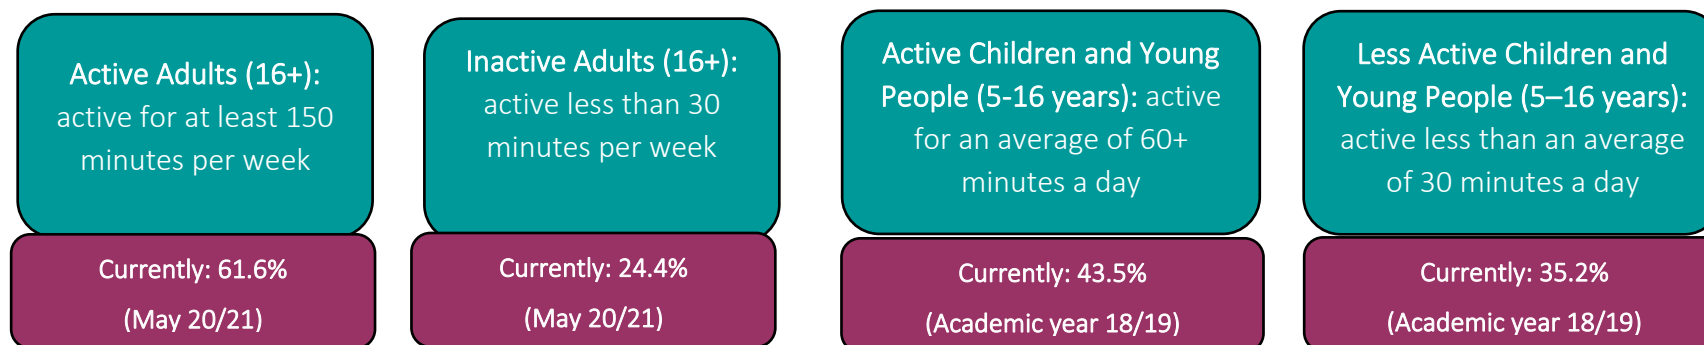 Active Adults (16+):
active for at least 150
minutes per week
Currently: 61.6%
(May 20/21)
Inactive Adults (16+):
active less than 30
minutes per week
Currently: 24.4%
(May 20/21)
Active Children and Young
People (5-16 years): active
for an average of 60+
minutes a day
Currently: 43.5%
(Academic year 18/19)
Less Active Children and
Young People (5–16 years):
active less than an average
of 30 minutes a day
Currently: 35.2%
(Academic year 18/19)